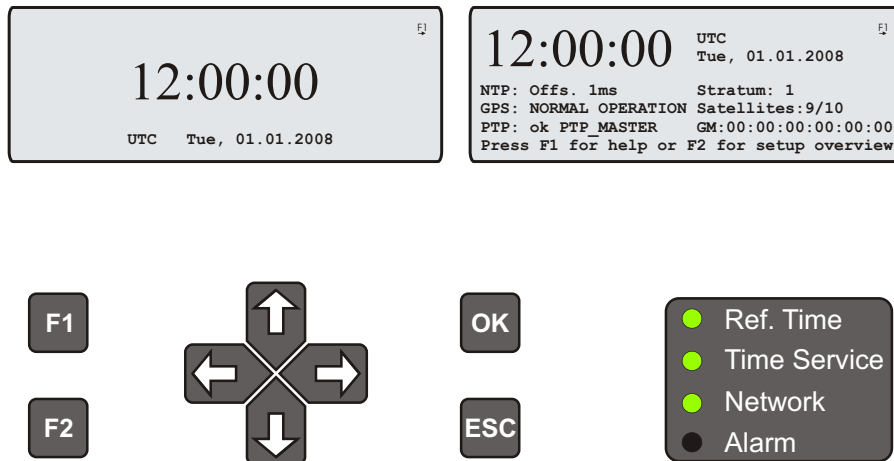 F1
12:00:00
UTC Tue, 01.01.2008
F1
12:00:00
UTC
Tue, 01.01.2008
NTP: Offs. 1ms Stratum: 1
GPS: NORMAL OPERATION Satellites:9/10
PTP: ok PTP_MASTER GM:00:00:00:00:00:00
Press F1 for help or F2 for setup overview
F1
F2
OK
ESC
Ref. Time
Time Service
Network
Alarm